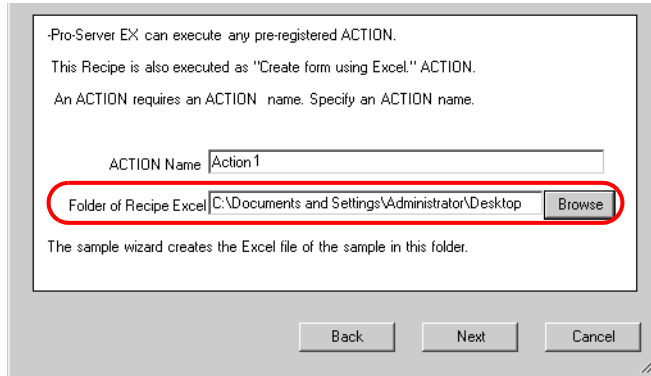 -Pro-Server EX can execute any pre-registered ACTION.
This Recipe is also executed as "Create form using Excel." ACTION.
An ACTION requires an ACTION name. Specify an ACTION name.
ACTION Name Action1
Folder of Recipe Excel C:\Documents and Settings\Administrator\Desktop Browse
The sample wizard creates the Excel file of the sample in this folder.
Back Next Cancel